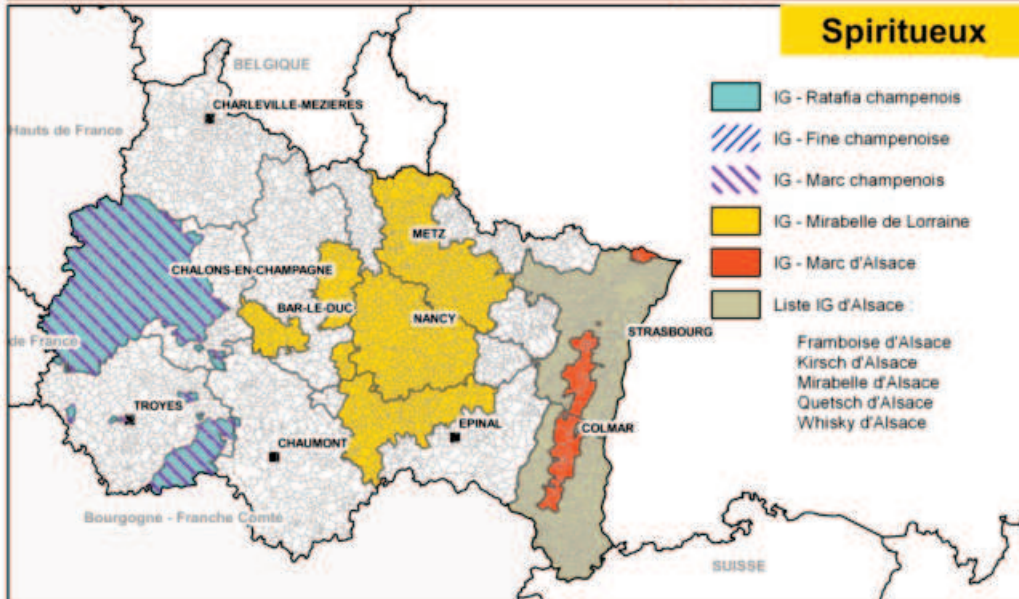 Spiritueux
BELGIQUE
CHARLEVILLE-MEZIERES
Hauts de France
METZ
CHALONS-EN-CHAMPAGNE
BAR-LE-DUC
NANCY
STRASBOURG
de France
TROYES
CHAUMONT
EPINAL
COLMAR
Bourgogne - Franche Comté
SUISSE
IG - Ratafia champenois
IG - Fine champenoise
IG - Marc champenois
IG - Mirabelle de Lorraine
IG - Marc d'Alsace
Liste IG d'Alsace :
Framboise d'Alsace
Kirsch d'Alsace
Mirabelle d'Alsace
Quetsch d'Alsace
Whisky d'Alsace